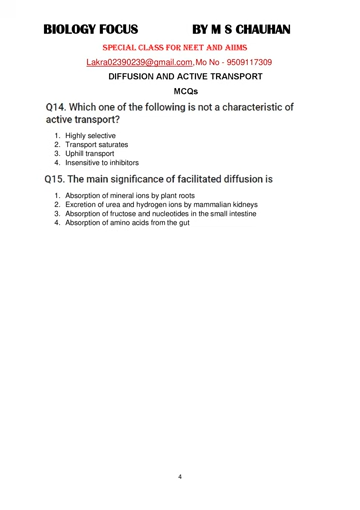 BIOLOGY FOCUS BY M S CHAUHAN
SPECIAL CLASS FOR NEET AND AIIMS
Lakra02390239@gmail.com,Mo No - 9509117309
DIFFUSION AND ACTIVE TRANSPORT
MCQs
Q14. Which one of the following is not a characteristic of
active transport?
1. Highly selective
2. Transport saturates
3. Uphill transport
4. Insensitive to inhibitors
Q15. The main significance of facilitated diffusion is
1. Absorption of mineral ions by plant roots
2. Excretion of urea and hydrogen ions by mammalian kidneys
3. Absorption of fructose and nucleotides in the small intestine
4. Absorption of amino acids from the gut
4